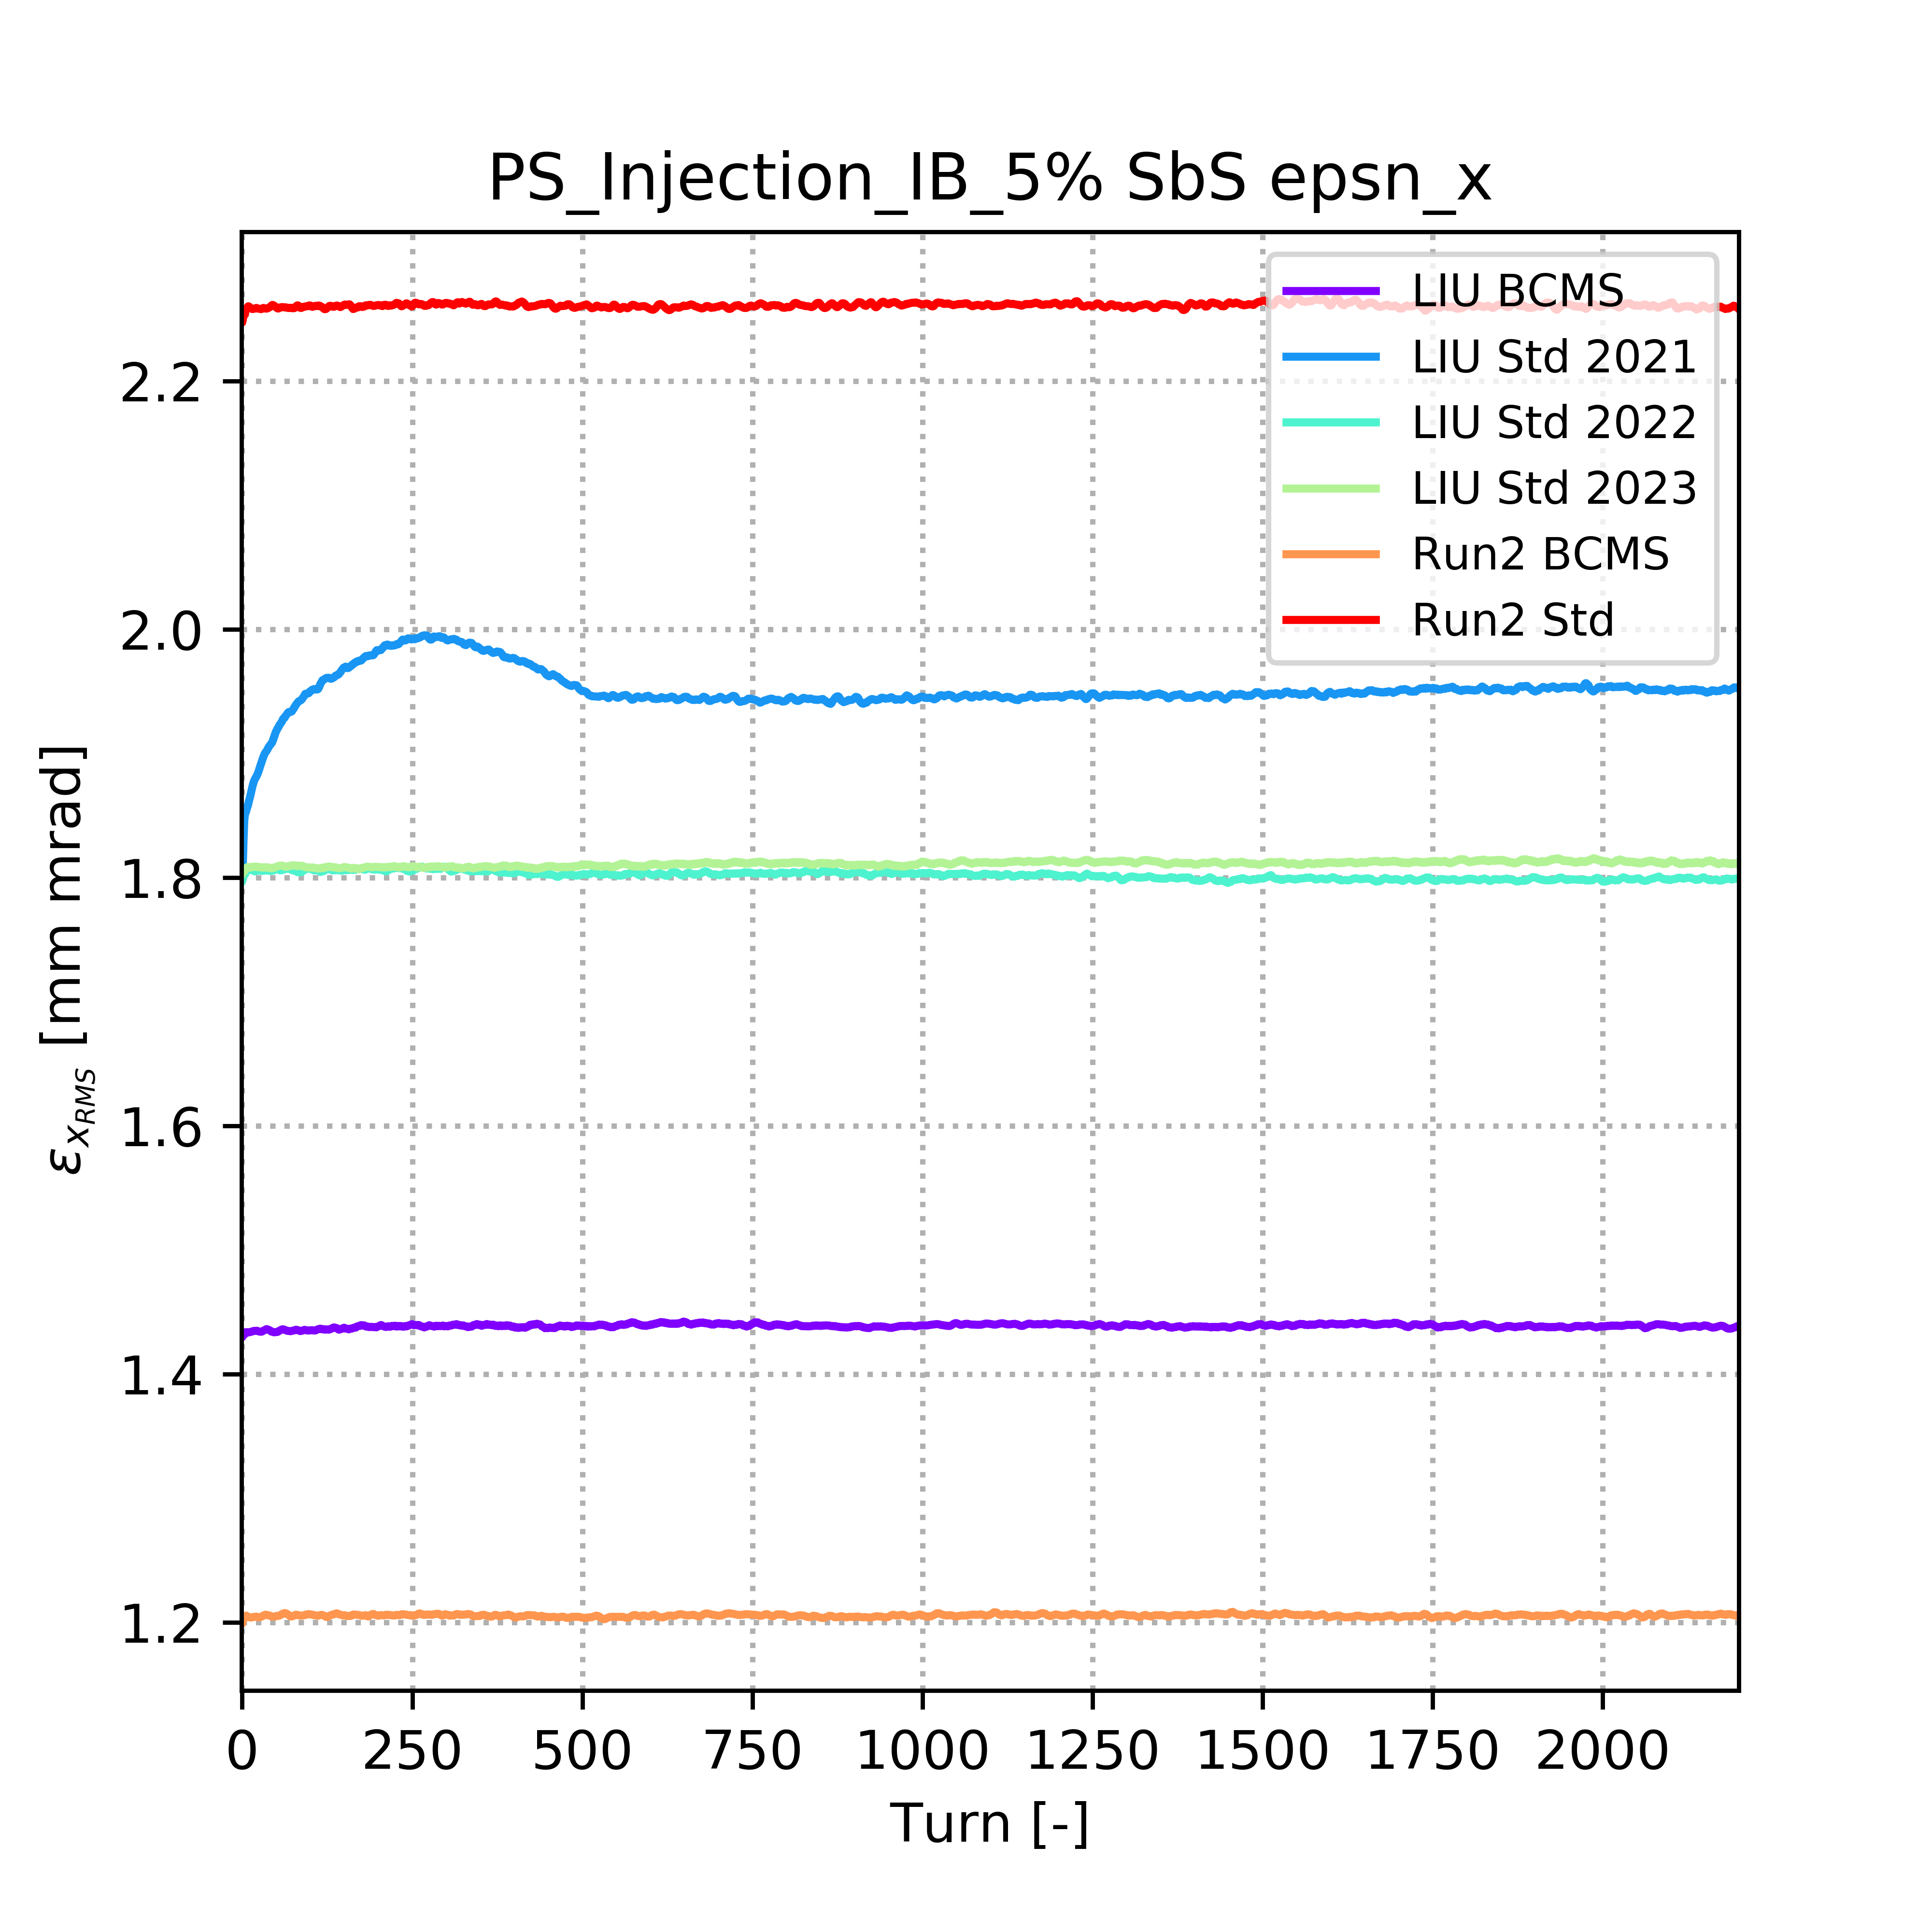 PS_Injection_IB_5% SbS epsn_x
LIU BCMS
LIU Std 2021
LIU Std 2022
LIU Std 2023
Run2 BCMS
Run2 Std
2.2
2.0
1.8
1.6
1.4
1.2
ε_{x_{RMS}} [mm mrad]
0 250 500 750 1000 1250 1500 1750 2000
Turn [-]